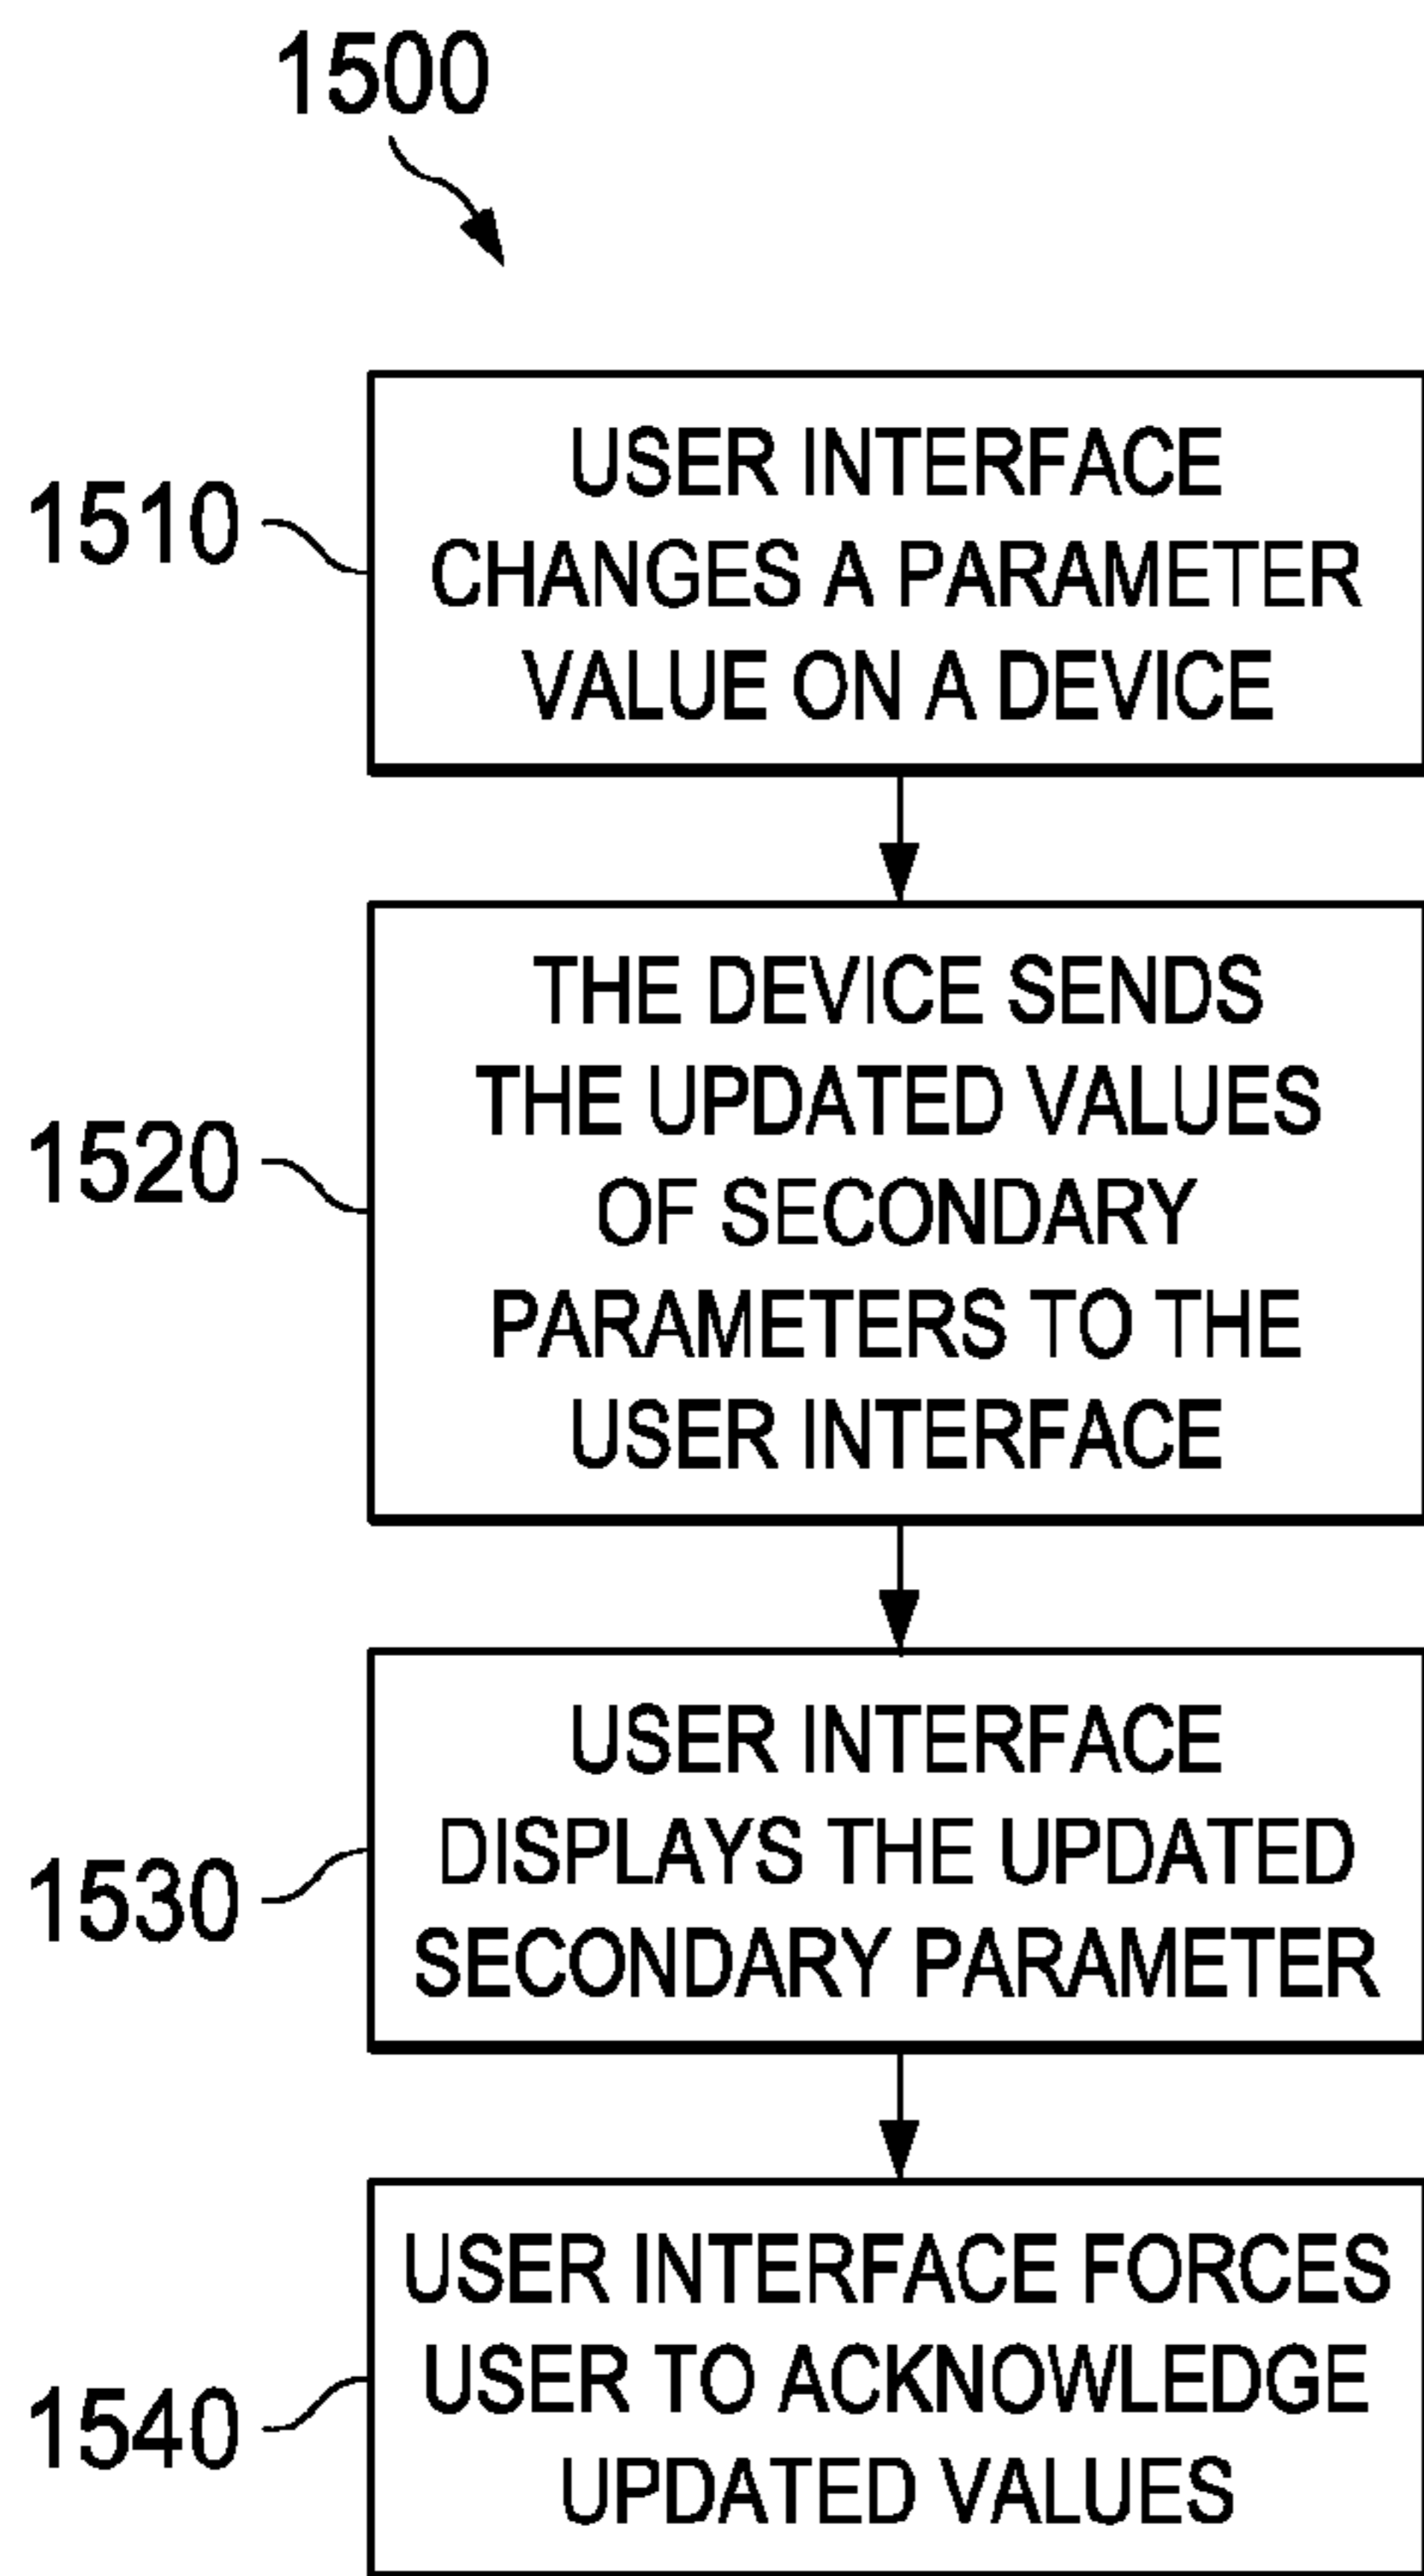 1500
1510
USER INTERFACE
CHANGES A PARAMETER
VALUE ON A DEVICE
1520
THE DEVICE SENDS
THE UPDATED VALUES
OF SECONDARY
PARAMETERS TO THE
USER INTERFACE
1530
USER INTERFACE
DISPLAYS THE UPDATED
SECONDARY PARAMETER
1540
USER INTERFACE FORCES
USER TO ACKNOWLEDGE
UPDATED VALUES